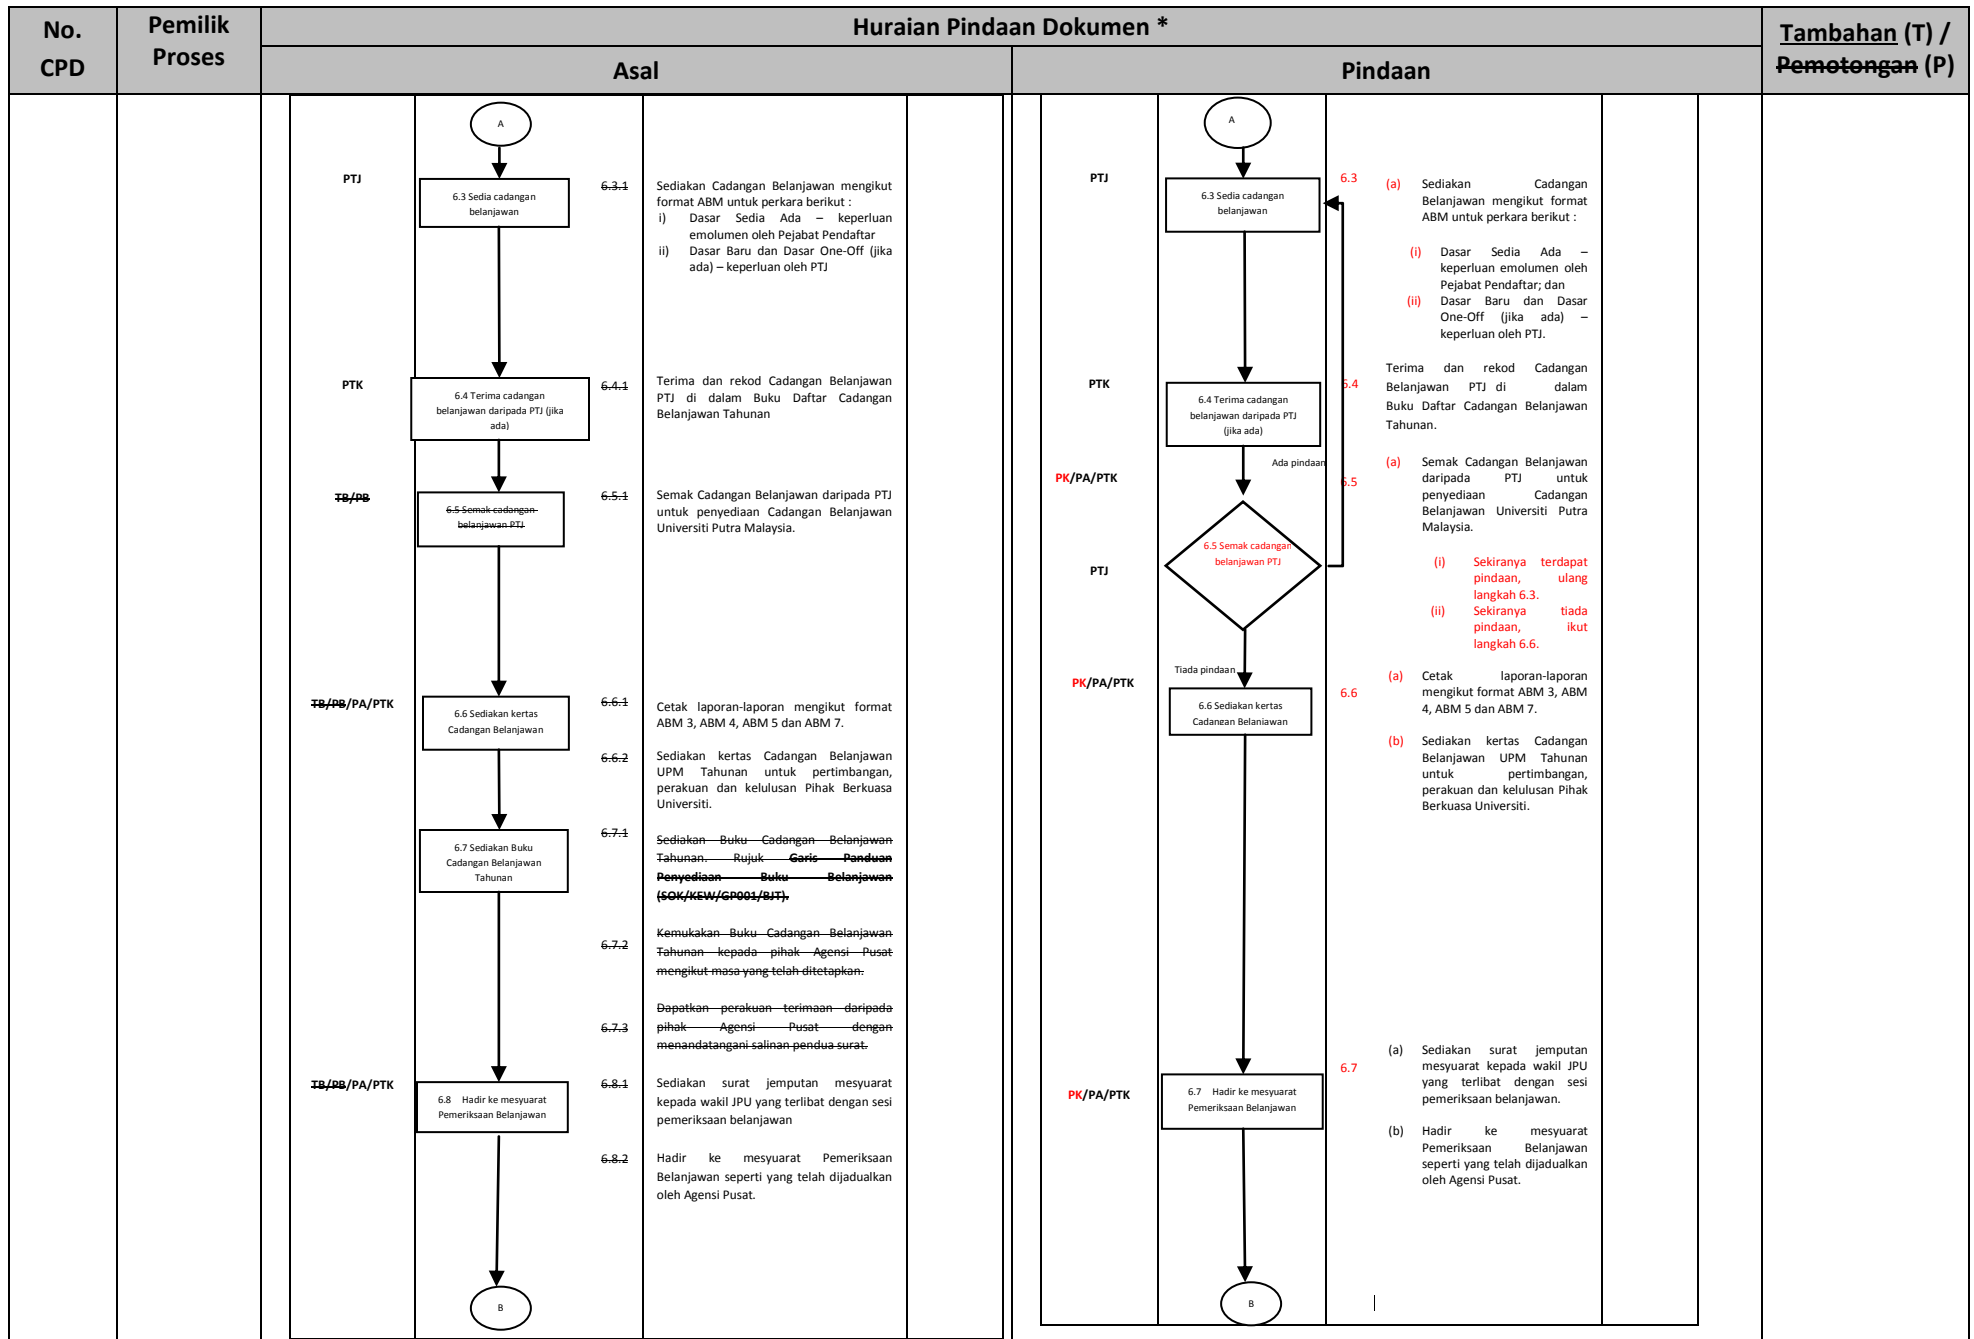 No.
CPD
Pemilik
Proses
Huraian Pindaan Dokumen *
Asal
Pindaan
Tambahan (T) /
Pemotongan (P)
A
PTJ
6.3 Sedia cadangan
belanjawan
6.3.1
Sediakan Cadangan Belanjawan mengikut
format ABM untuk perkara berikut :
i) Dasar Sedia Ada – keperluan
emolumen oleh Pejabat Pendaftar
ii) Dasar Baru dan Dasar One-Off (jika
ada) – keperluan oleh PTJ
PTK
6.4 Terima cadangan
belanjawan daripada PTJ (jika
ada)
6.4.1
Terima dan rekod Cadangan Belanjawan
PTJ di dalam Buku Daftar Cadangan
Belanjawan Tahunan
TB/PB
6.5 Semak cadangan
belanjawan PTJ
6.5.1
Semak Cadangan Belanjawan daripada PTJ
untuk penyediaan Cadangan Belanjawan
Universiti Putra Malaysia.
TB/PB/PA/PTK
6.6 Sediakan kertas
Cadangan Belanjawan
6.6.1
Cetak laporan-laporan mengikut format
ABM 3, ABM 4, ABM 5 dan ABM 7.
6.6.2
Sediakan kertas Cadangan Belanjawan
UPM Tahunan untuk pertimbangan,
perakuan dan kelulusan Pihak Berkuasa
Universiti.
6.7 Sediakan Buku
Cadangan Belanjawan
Tahunan
6.7.1
Sediakan Buku Cadangan Belanjawan
Tahunan. Rujuk Garis Panduan
Penyediaan Buku Belanjawan
(SOK/KEW/GP001/BJT).
6.7.2
Kemukakan Buku Cadangan Belanjawan
Tahunan kepada pihak Agensi Pusat
mengikut masa yang telah ditetapkan.
6.7.3
Dapatkan perakuan terimaan daripada
pihak Agensi Pusat dengan
menandatangani salinan pendua surat.
TB/PB/PA/PTK
6.8 Hadir ke mesyuarat
Pemeriksaan Belanjawan
6.8.1
Sediakan surat jemputan mesyuarat
kepada wakil JPU yang terlibat dengan sesi
pemeriksaan belanjawan
6.8.2
Hadir ke mesyuarat Pemeriksaan
Belanjawan seperti yang telah dijadualkan
oleh Agensi Pusat.
B
A
PTJ
6.3 Sedia cadangan
belanjawan
6.3
(a) Sediakan Cadangan
Belanjawan mengikut format
ABM untuk perkara berikut :
(i) Dasar Sedia Ada –
keperluan emolumen oleh
Pejabat Pendaftar; dan
(ii) Dasar Baru dan Dasar
One-Off (jika ada) –
keperluan oleh PTJ.
PTK
6.4 Terima cadangan
belanjawan daripada PTJ
(jika ada)
6.4
Terima dan rekod Cadangan
Belanjawan PTJ di dalam
Buku Daftar Cadangan Belanjawan
Tahunan.
Ada pindaan
PK/PA/PTK
PTJ
6.5 Semak cadangan
belanjawan PTJ
6.5
(a) Semak Cadangan Belanjawan
daripada PTJ untuk
penyediaan Cadangan
Belanjawan Universiti Putra
Malaysia.
(i) Sekiranya terdapat
pindaan, ulang
langkah 6.3.
(ii) Sekiranya tiada
pindaan, ikut
langkah 6.6.
Tiada pindaan
PK/PA/PTK
6.6 Sediakan kertas
Cadangan Belanjawan
6.6
(a) Cetak laporan-laporan
mengikut format ABM 3, ABM
4, ABM 5 dan ABM 7.
(b) Sediakan kertas Cadangan
Belanjawan UPM Tahunan
untuk pertimbangan,
perakuan dan kelulusan Pihak
Berkuasa Universiti.
PK/PA/PTK
6.7 Hadir ke mesyuarat
Pemeriksaan Belanjawan
6.7
(a) Sediakan surat jemputan
mesyuarat kepada wakil JPU
yang terlibat dengan sesi
pemeriksaan belanjawan.
(b) Hadir ke mesyuarat
Pemeriksaan Belanjawan
seperti yang telah dijadualkan
oleh Agensi Pusat.
B